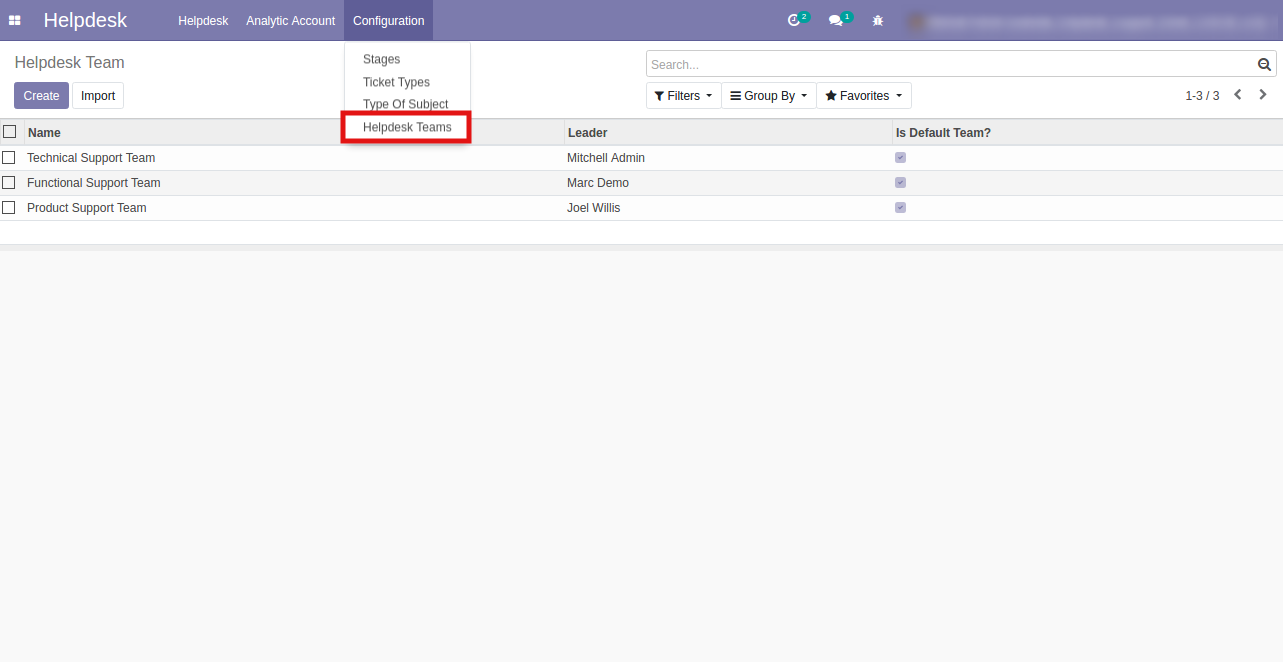 Helpdesk Helpdesk Analytic Account Configuration 2 1
Stages
Helpdesk Team
Search...
Ticket Types
Create Import
Filters Group By Favorites 1-3 / 3
Type Of Subject
Helpdesk Teams
Name Leader Is Default Team?
Technical Support Team Mitchell Admin
Functional Support Team Marc Demo
Product Support Team Joel Willis